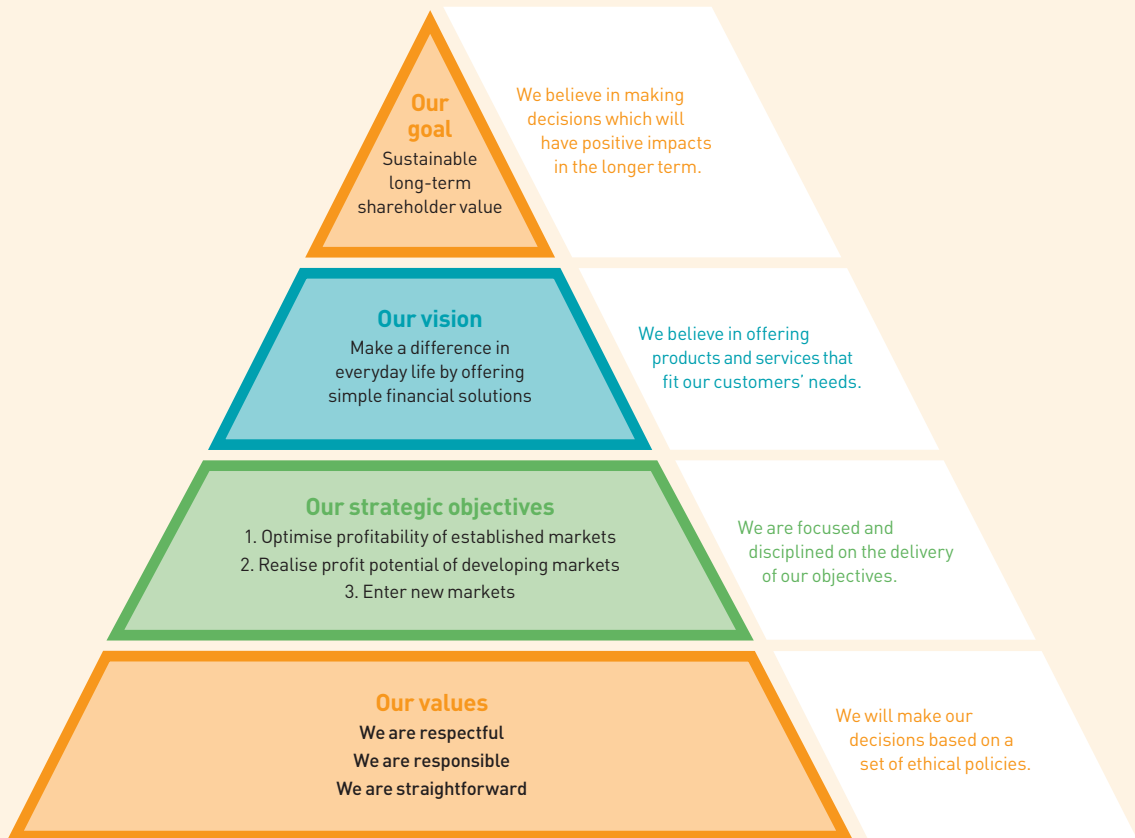 Our
goal
Sustainable
long-term
shareholder value
We believe in making
decisions which will
have positive impacts
in the longer term.
Our vision
Make a difference in
everyday life by offering
simple financial solutions
We believe in offering
products and services that
fit our customers' needs.
Our strategic objectives
1. Optimise profitability of established markets
2. Realise profit potential of developing markets
3. Enter new markets
We are focused and
disciplined on the delivery
of our objectives.
Our values
We are respectful
We are responsible
We are straightforward
We will make our
decisions based on a
set of ethical policies.